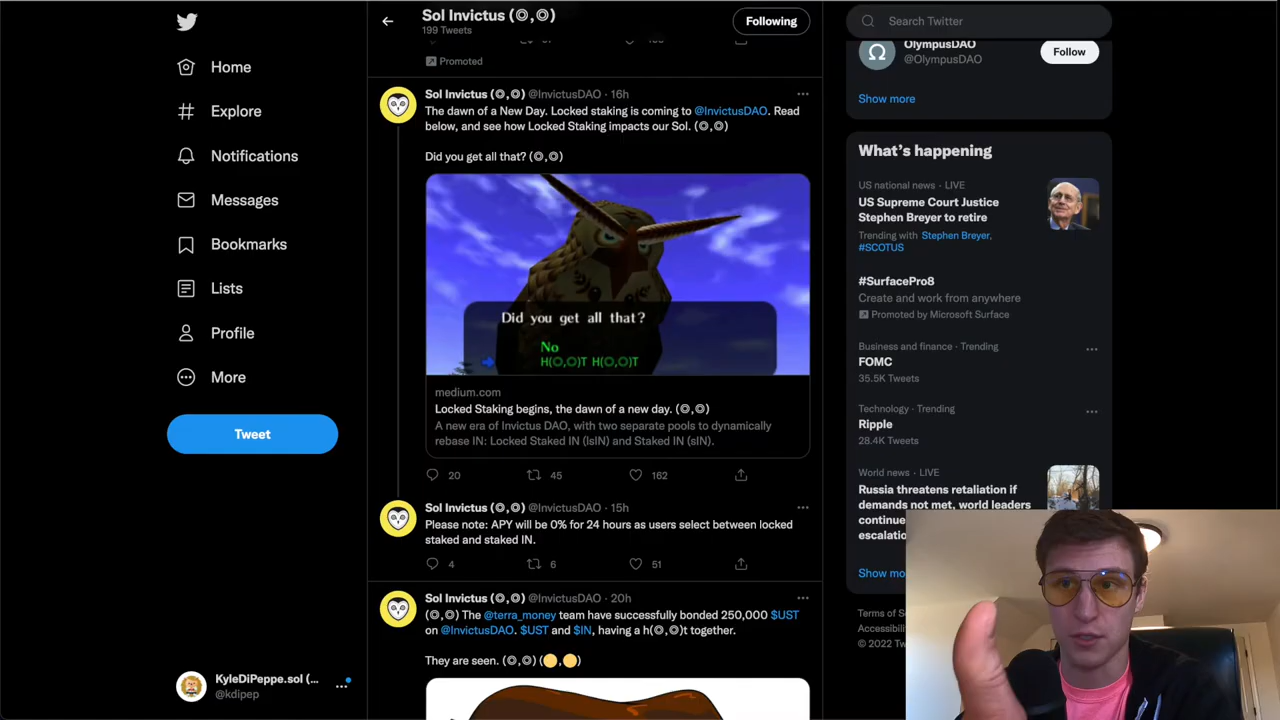 Home
Explore
Notifications
Messages
Bookmarks
Lists
Profile
More
Tweet
KyleDiPeppe.sol (...
@kdipep
Sol Invictus (◎,◎)
199 Tweets
Following
Promoted
Sol Invictus (◎,◎) @InvictusDAO · 16h
The dawn of a New Day. Locked staking is coming to @InvictusDAO. Read
below, and see how Locked Staking impacts our Sol. (◎,◎)
Did you get all that? (◎,◎)
Did you get all that?
No
H(◎,◎)T H(◎,◎)T
medium.com
Locked Staking begins, the dawn of a new day. (◎,◎)
A new era of Invictus DAO, with two separate pools to dynamically
rebase IN: Locked Staked IN (lsIN) and Staked IN (sIN).
20 45 162
Sol Invictus (◎,◎) @InvictusDAO · 15h
Please note: APY will be 0% for 24 hours as users select between locked
staked and staked IN.
4 6 51
Sol Invictus (◎,◎) @InvictusDAO · 20h
(◎,◎) The @terra_money team have successfully bonded 250,000 $UST
on @InvictusDAO. $UST and $IN, having a h(◎,◎)t together.
They are seen. (◎,◎) (🟡,🟡)
Search Twitter
OlympusDAO
@OlympusDAO
Follow
Show more
What's happening
US national news · LIVE
US Supreme Court Justice
Stephen Breyer to retire
Trending with Stephen Breyer,
#SCOTUS
#SurfacePro8
Create and work from anywhere
Promoted by Microsoft Surface
Business and finance · Trending
FOMC
35.5K Tweets
Technology · Trending
Ripple
28.4K Tweets
World news · LIVE
Russia threatens retaliation if
demands not met, world leaders
continue
escalatio
Show mo
Terms of S
Accessibili
© 2022 Tw